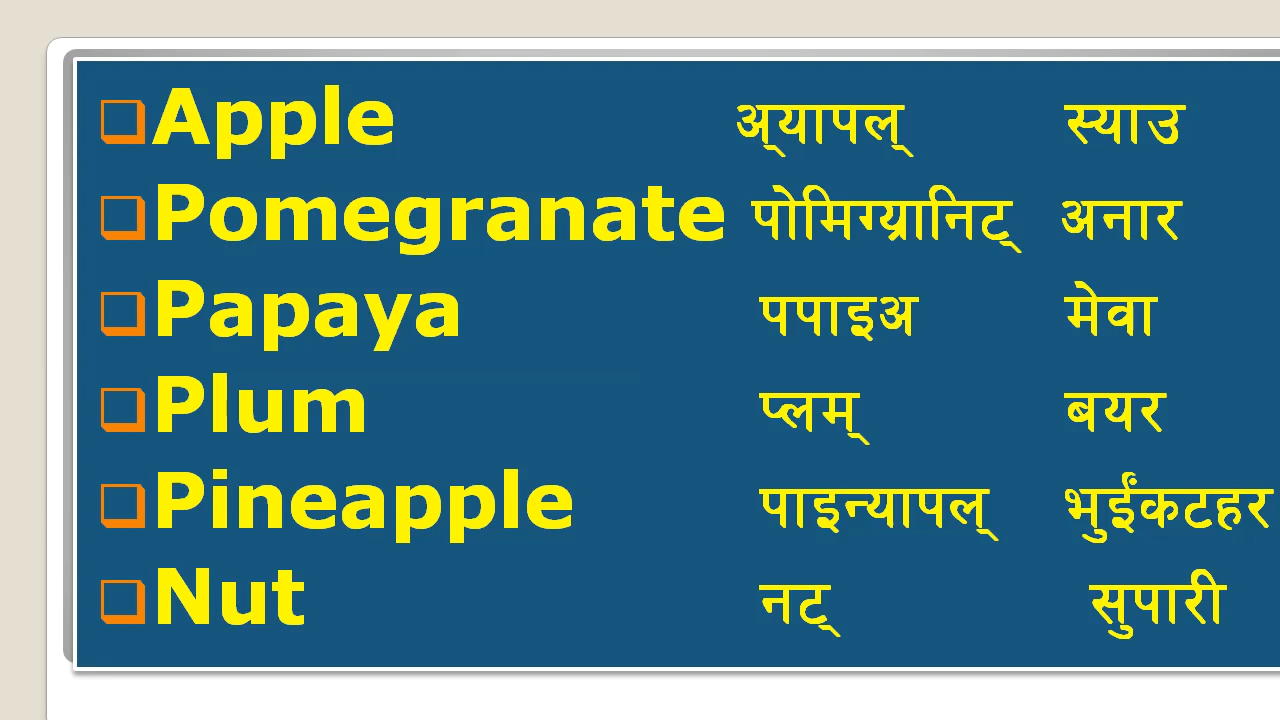 Apple अ्यापल् स्याउ
Pomegranate पोमिग्य्रानिट् अनार
Papaya पपाइअ मेवा
Plum प्लम् बयर
Pineapple पाइन्यापल् भुईंकटहर
Nut नट् सुपारी